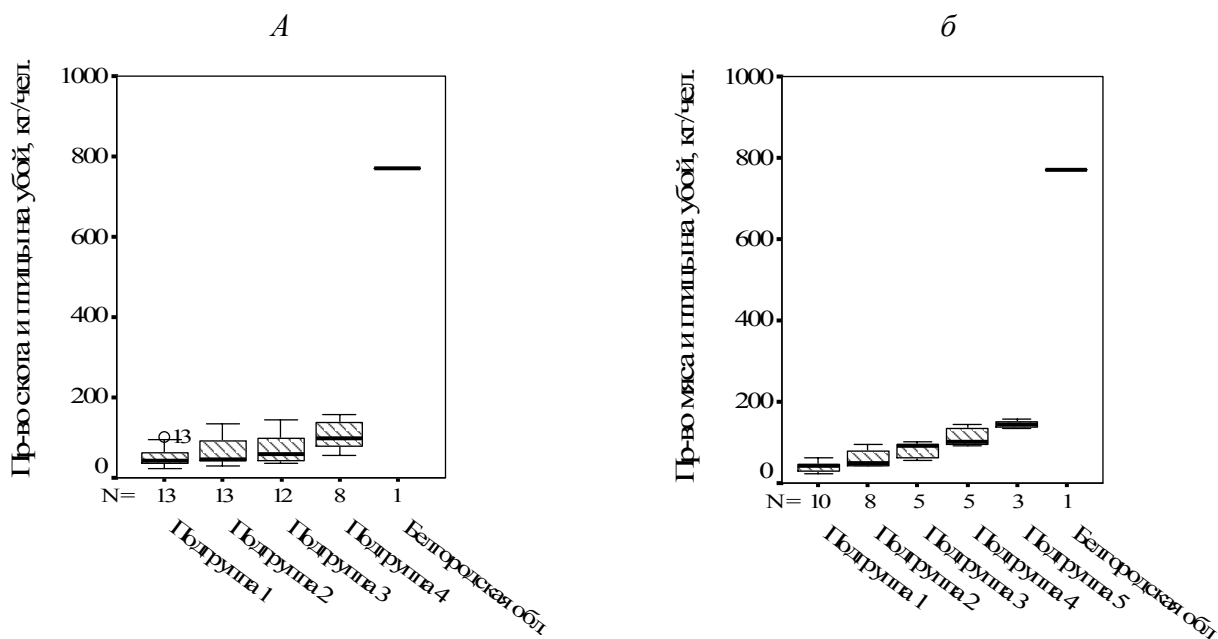 А
Пр-во скота и птицы на убой, кг/чел.
1000
800
600
400
200
0
13
N= 13 13 12 8 1
Подгруппа 1
Подгруппа 2
Подгруппа 3
Подгруппа 4
Белгородская обл.
б
Пр-во мяса и птицы на убой, кг/чел.
1000
800
600
400
200
0
N= 10 8 5 5 3 1
Подгруппа 1
Подгруппа 2
Подгруппа 3
Подгруппа 4
Подгруппа 5
Белгородская обл.